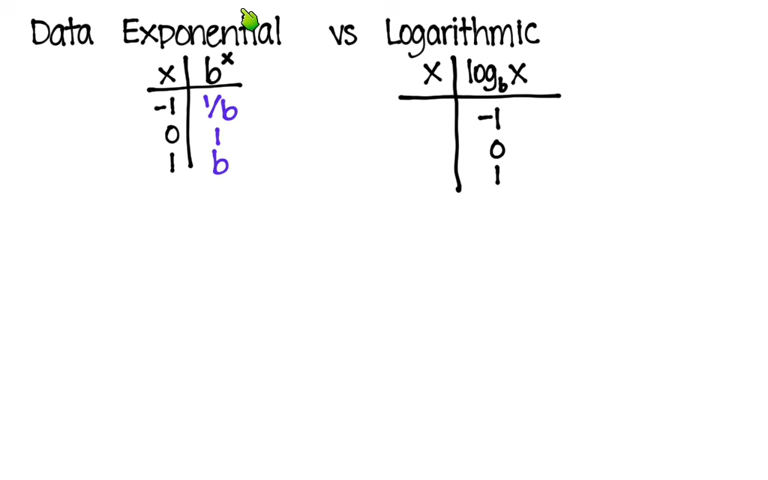 Data Exponential vs Logarithmic
x b^x x log_b x
-1 1/b -1
0 1 0
1 b 1